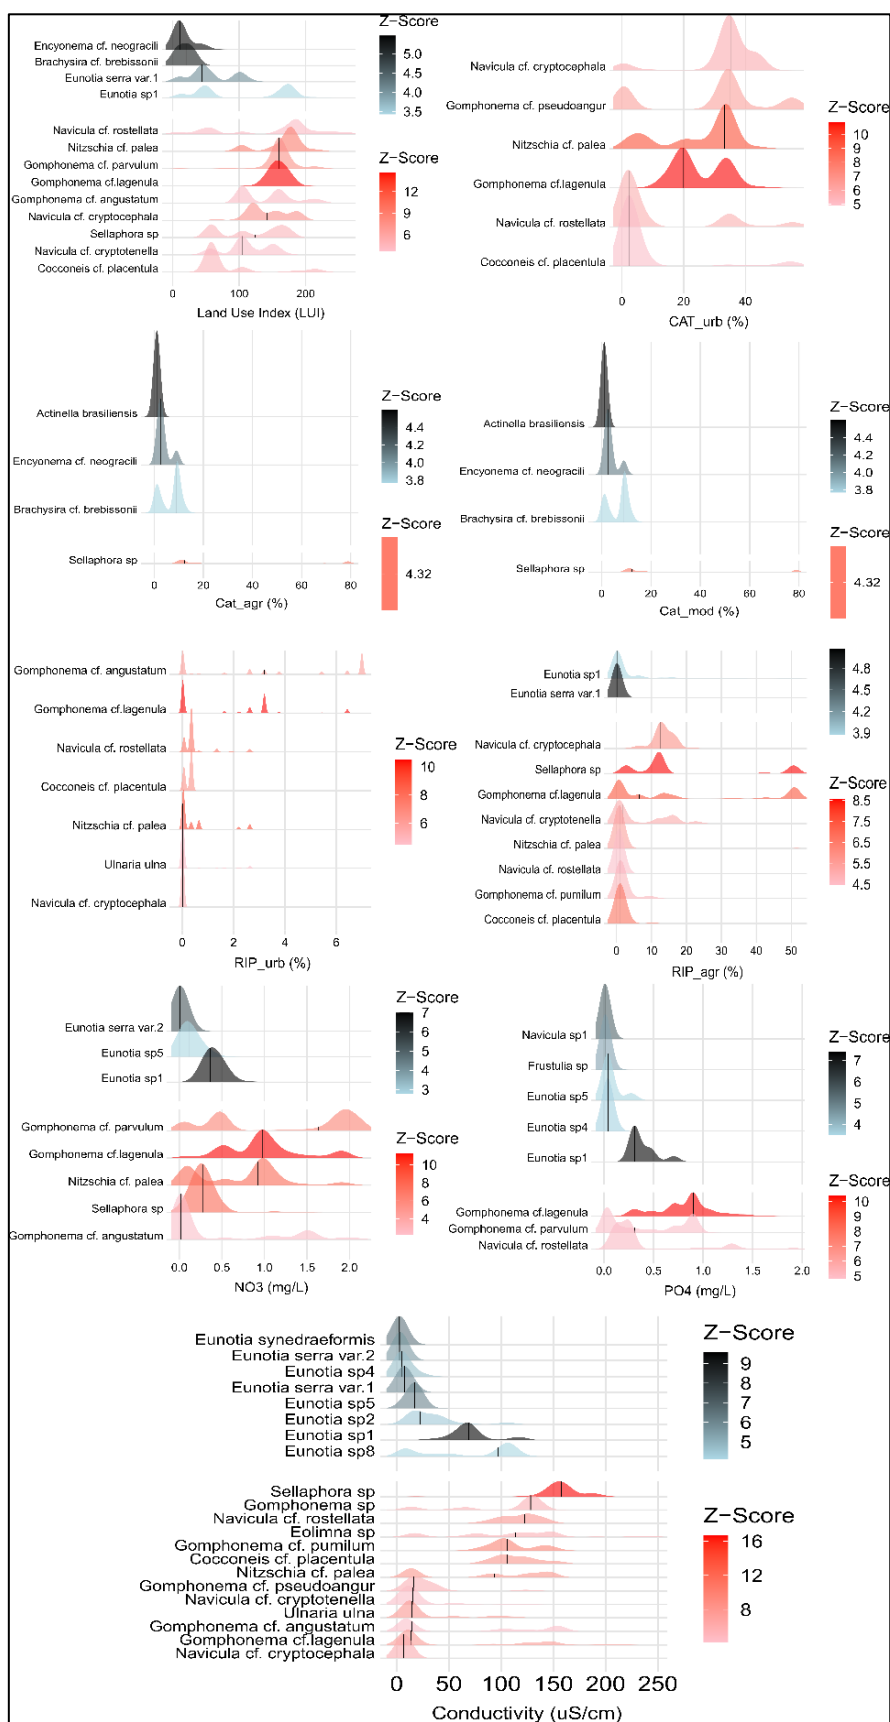 Z-Score
5.0
4.5
4.0
3.5
Encyonema cf. neogracili
Brachysira cf. brebissonii
Eunotia serra var.1
Eunotia sp1
Navicula cf. rostellata
Nitzschia cf. palea
Gomphonema cf. parvulum
Gomphonema cf.lagenula
Gomphonema cf. angustatum
Navicula cf. cryptocephala
Sellaphora sp
Navicula cf. cryptotenella
Cocconeis cf. placentula
Z-Score
12
9
6
0 100 200
Land Use Index (LUI)
Navicula cf. cryptocephala
Gomphonema cf. pseudoangur
Nitzschia cf. palea
Gomphonema cf.lagenula
Navicula cf. rostellata
Cocconeis cf. placentula
Z-Score
10
9
8
7
6
5
0 20 40
CAT_urb (%)
Actinella brasiliensis
Encyonema cf. neogracili
Brachysira cf. brebissonii
Sellaphora sp
Z-Score
4.4
4.2
4.0
3.8
Z-Score
4.32
0 20 40 60 80
Cat_agr (%)
Actinella brasiliensis
Encyonema cf. neogracili
Brachysira cf. brebissonii
Sellaphora sp
Z-Score
4.4
4.2
4.0
3.8
Z-Score
4.32
0 20 40 60 80
Cat_mod (%)
Gomphonema cf. angustatum
Gomphonema cf.lagenula
Navicula cf. rostellata
Cocconeis cf. placentula
Nitzschia cf. palea
Ulnaria ulna
Navicula cf. cryptocephala
Z-Score
10
8
6
0 2 4 6
RIP_urb (%)
Eunotia sp1
Eunotia serra var.1
Navicula cf. cryptocephala
Sellaphora sp
Gomphonema cf.lagenula
Navicula cf. cryptotenella
Nitzschia cf. palea
Navicula cf. rostellata
Gomphonema cf. pumilum
Cocconeis cf. placentula
4.8
4.5
4.2
3.9
Z-Score
8.5
7.5
6.5
5.5
4.5
0 10 20 30 40 50
RIP_agr (%)
Eunotia serra var.2
Eunotia sp5
Eunotia sp1
Gomphonema cf. parvulum
Gomphonema cf.lagenula
Nitzschia cf. palea
Sellaphora sp
Gomphonema cf. angustatum
Z-Score
7
6
5
4
3
Z-Score
10
8
6
4
0.0 0.5 1.0 1.5 2.0
NO3 (mg/L)
Navicula sp1
Frustulia sp
Eunotia sp5
Eunotia sp4
Eunotia sp1
Gomphonema cf.lagenula
Gomphonema cf. parvulum
Navicula cf. rostellata
Z-Score
7
6
5
4
Z-Score
10
9
8
7
6
5
0.0 0.5 1.0 1.5 2.0
PO4 (mg/L)
Eunotia synedraeformis
Eunotia serra var.2
Eunotia sp4
Eunotia serra var.1
Eunotia sp5
Eunotia sp2
Eunotia sp1
Eunotia sp8
Z-Score
9
8
7
6
5
Sellaphora sp
Gomphonema sp
Navicula cf. rostellata
Eolimna sp
Gomphonema cf. pumilum
Cocconeis cf. placentula
Nitzschia cf. palea
Gomphonema cf. pseudoangur
Navicula cf. cryptotenella
Ulnaria ulna
Gomphonema cf. angustatum
Gomphonema cf.lagenula
Navicula cf. cryptocephala
Z-Score
16
12
8
0 50 100 150 200 250
Conductivity (uS/cm)